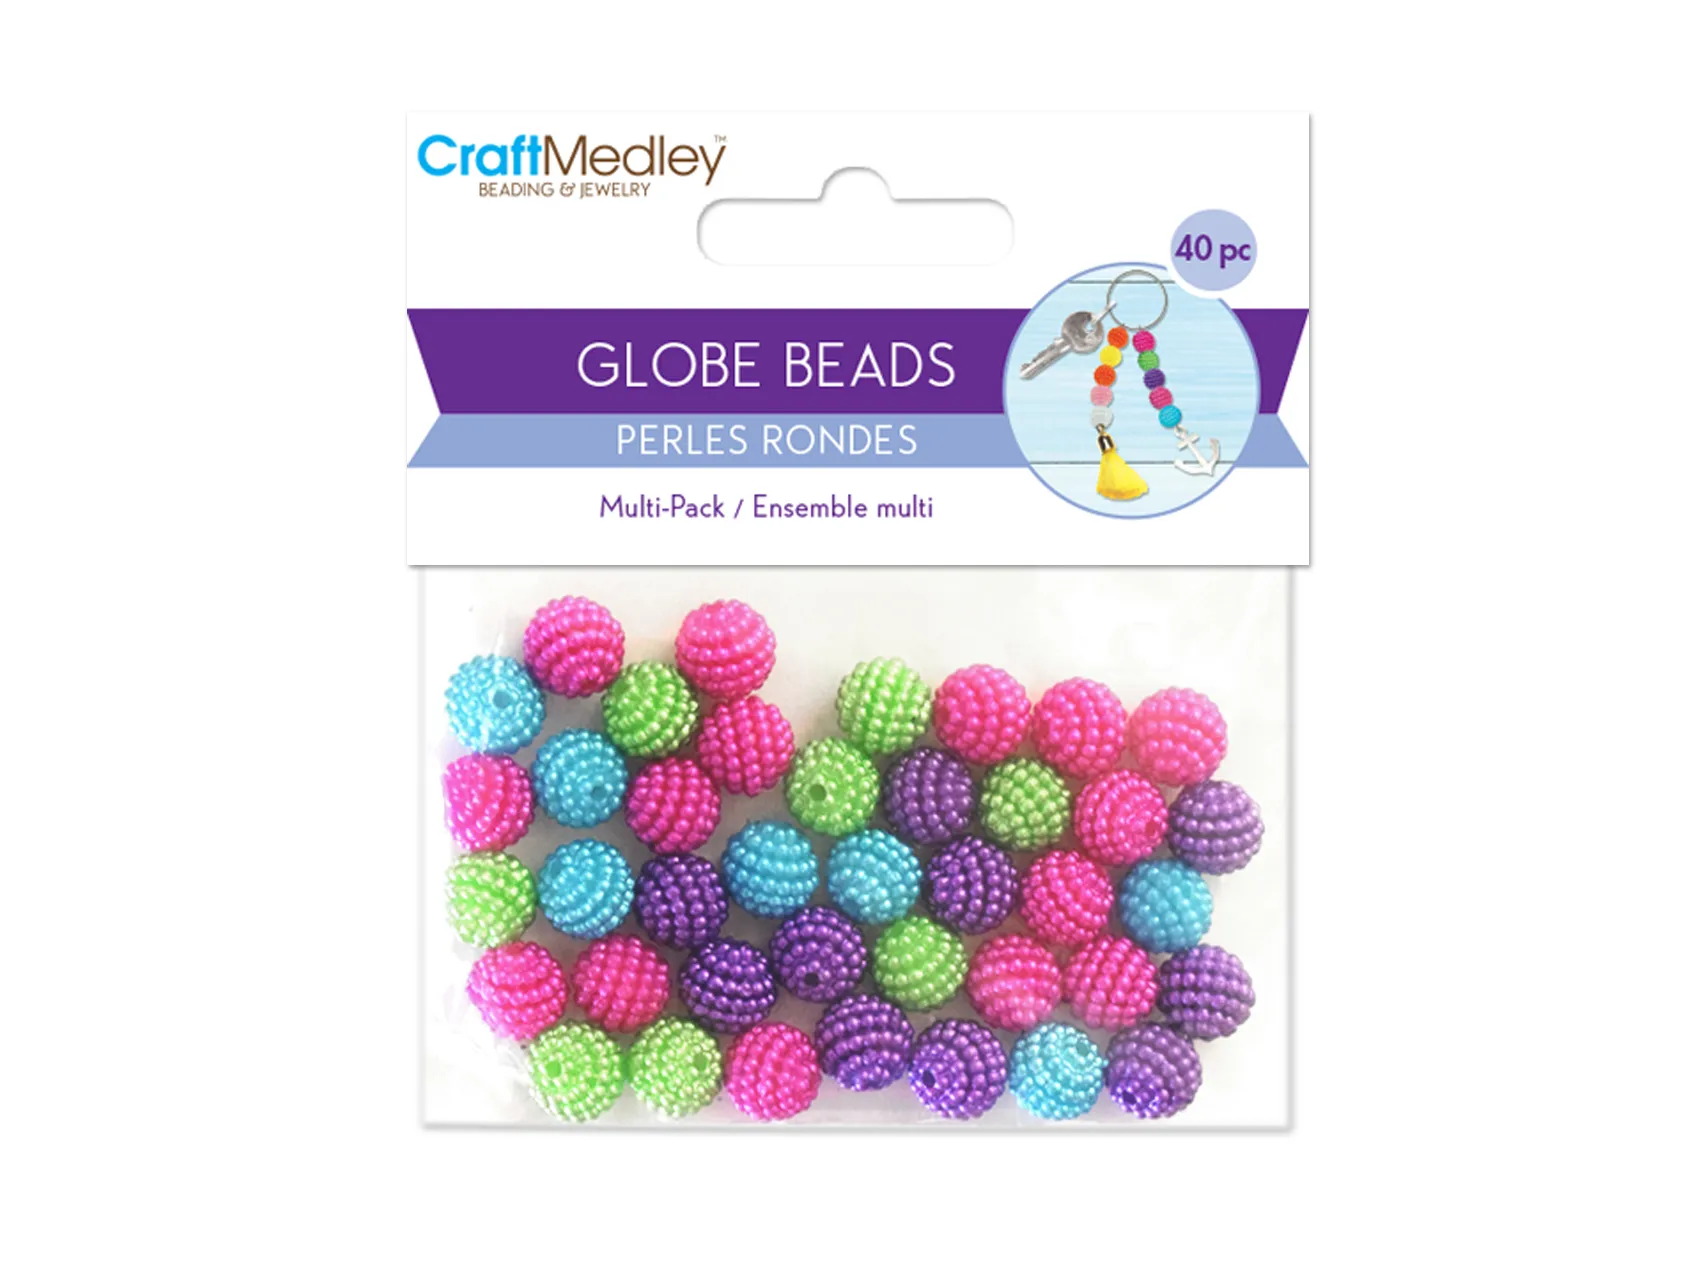 CraftMedley™
BEADING & JEWELRY
40 pc
GLOBE BEADS
PERLES RONDES
Multi-Pack / Ensemble multi